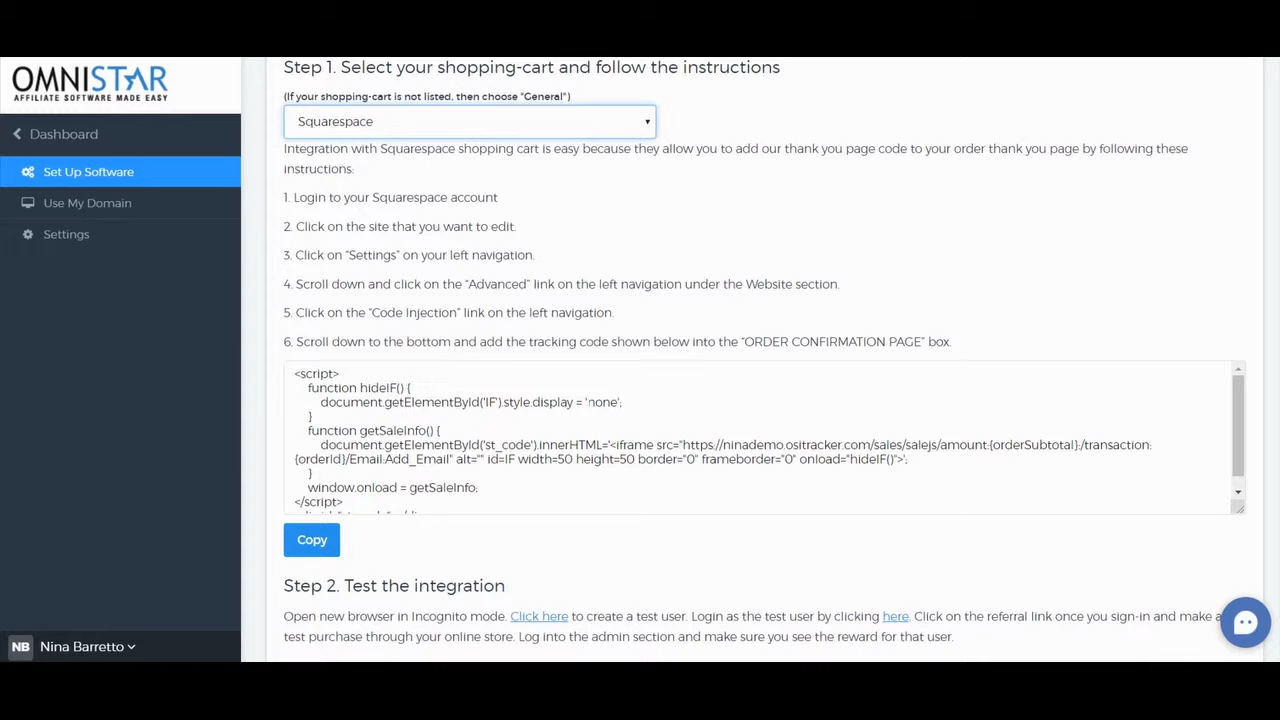 OMNISTAR
AFFILIATE SOFTWARE MADE EASY
Dashboard
Set Up Software
Use My Domain
Settings
NB Nina Barretto
Step 1. Select your shopping-cart and follow the instructions
(If your shopping-cart is not listed, then choose "General")
Squarespace
Integration with Squarespace shopping cart is easy because they allow you to add our thank you page code to your order thank you page by following these
instructions:
1. Login to your Squarespace account
2. Click on the site that you want to edit.
3. Click on “Settings” on your left navigation.
4. Scroll down and click on the “Advanced” link on the left navigation under the Website section.
5. Click on the “Code Injection” link on the left navigation.
6. Scroll down to the bottom and add the tracking code shown below into the “ORDER CONFIRMATION PAGE” box.
<script>
function hideIF() {
document.getElementById('IF').style.display = 'none';
}
function getSaleInfo() {
document.getElementById('st_code').innerHTML='<iframe src="https://ninademo.ositracker.com/sales/salejs/amount:{orderSubtotal}:/transaction:
{orderId}/Email:Add_Email" alt="" id=IF width=50 height=50 border="0" frameborder="0" onload="hideIF()">';
}
window.onload = getSaleInfo;
</script>
Copy
Step 2. Test the integration
Open new browser in Incognito mode. Click here to create a test user. Login as the test user by clicking here. Click on the referral link once you sign-in and make a
test purchase through your online store. Log into the admin section and make sure you see the reward for that user.